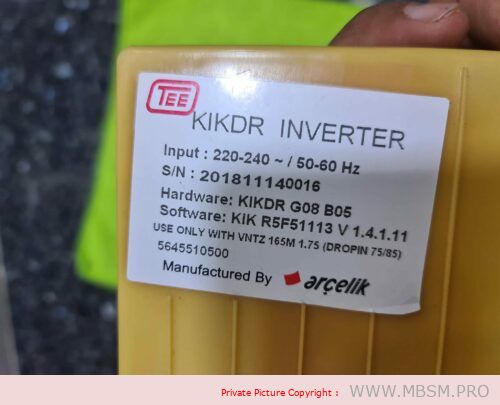 TEE
KIKDR INVERTER
Input : 220-240 ~ / 50-60 Hz
S/N : 201811140016
Hardware: KIKDR G08 B05
Software: KIK R5F51113 V 1.4.1.11
USE ONLY WITH VNTZ 165M 1.75 (DROPIN 75/85)
5645510500
Manufactured By arçelik
Private Picture Copyright : WWW.MBSM.PRO